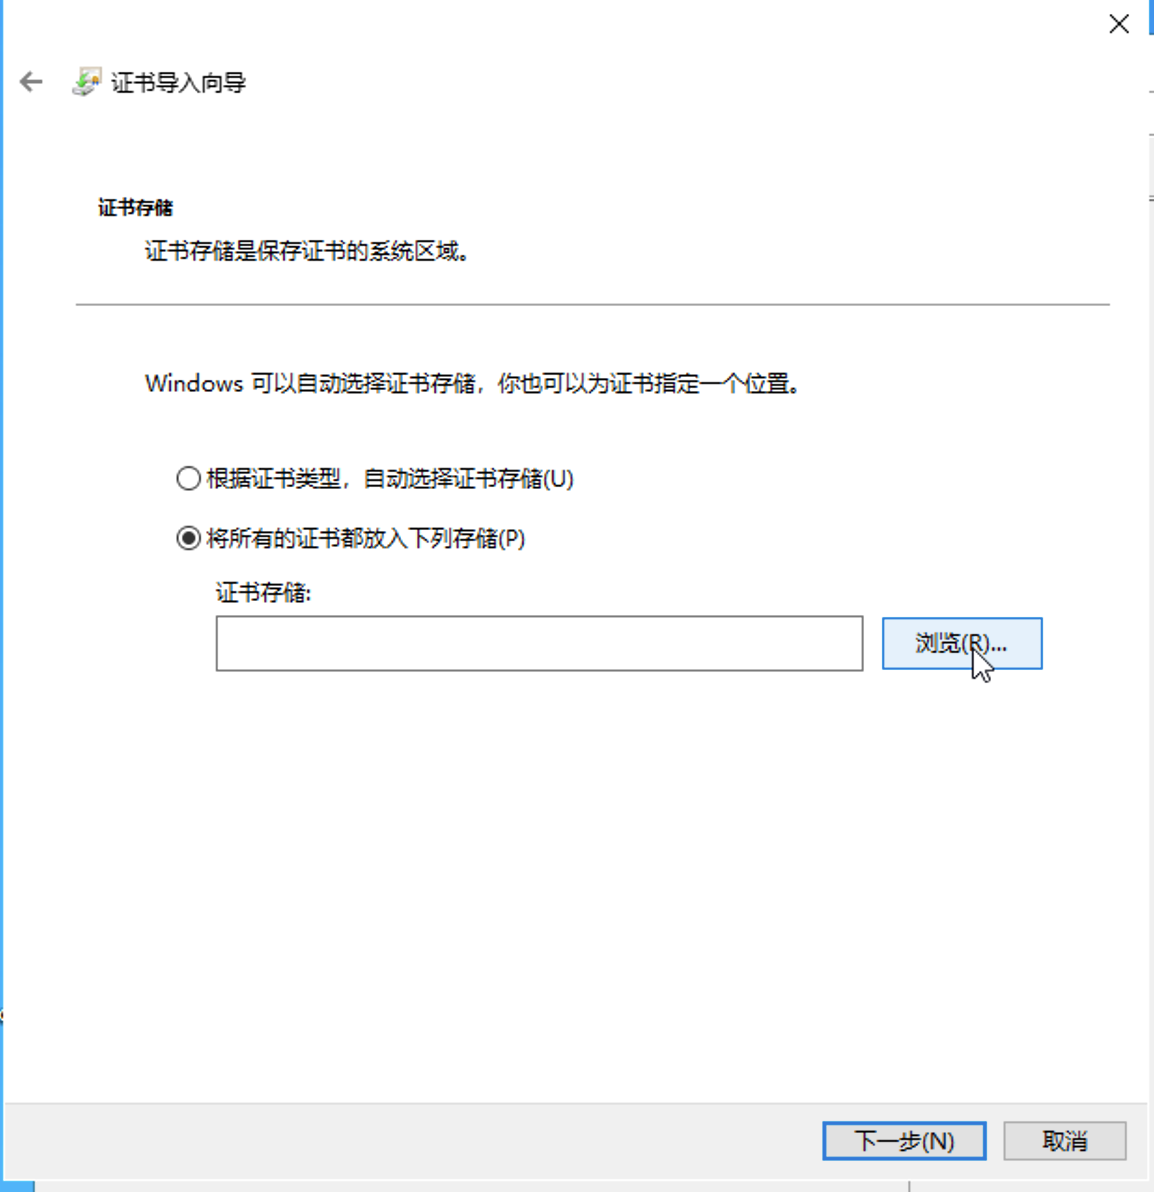 证书导入向导
证书存储
证书存储是保存证书的系统区域。
Windows 可以自动选择证书存储，你也可以为证书指定一个位置。
根据证书类型，自动选择证书存储(U)
将所有的证书都放入下列存储(P)
证书存储:
浏览(R)...
下一步(N)
取消